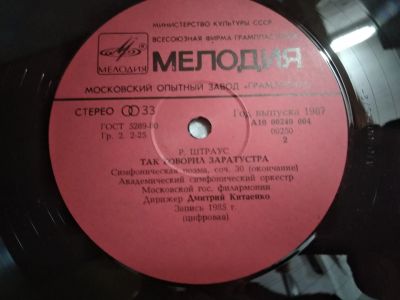 МИНИСТЕРСТВО КУЛЬТУРЫ СССР
ВСЕСОЮЗНАЯ ФИРМА ГРАМПЛАСТИНОК
МЕЛОДИЯ
МЕЛОДИЯ
МОСКОВСКИЙ ОПЫТНЫЙ ЗАВОД «ГРАМЗАПИСЬ»
СТЕРЕО 33
Год выпуска 1987
ГОСТ 5289-80
А10 00240 004
Гр. 2. 2-25
00250
2
Р. ШТРАУС
ТАК ГОВОРИЛ ЗАРАТУСТРА
Симфоническая поэма, соч. 30 (окончание)
Академический симфонический оркестр
Московской гос. филармонии
Дирижер Дмитрий Китаенко
Запись 1985 г.
(цифровая)